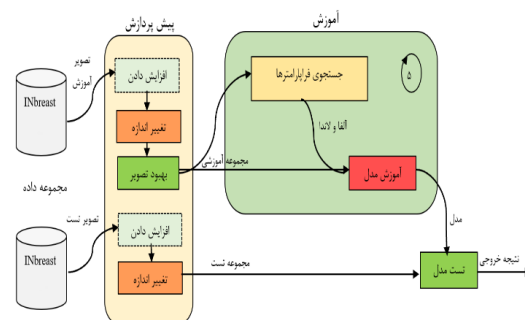 آموزش
پیش پردازش
تصویر
آموزش
INbreast
افزایش دادن
تغییر اندازه
بهبود تصویر
جستجوی فراپارامترها
۵
آلفا و لاندا
مجموعه آموزشی
آموزش مدل
مجموعه داده
تصویر تست
INbreast
افزایش دادن
تغییر اندازه
مجموعه تست
مدل
تست مدل
نتیجه خروجی